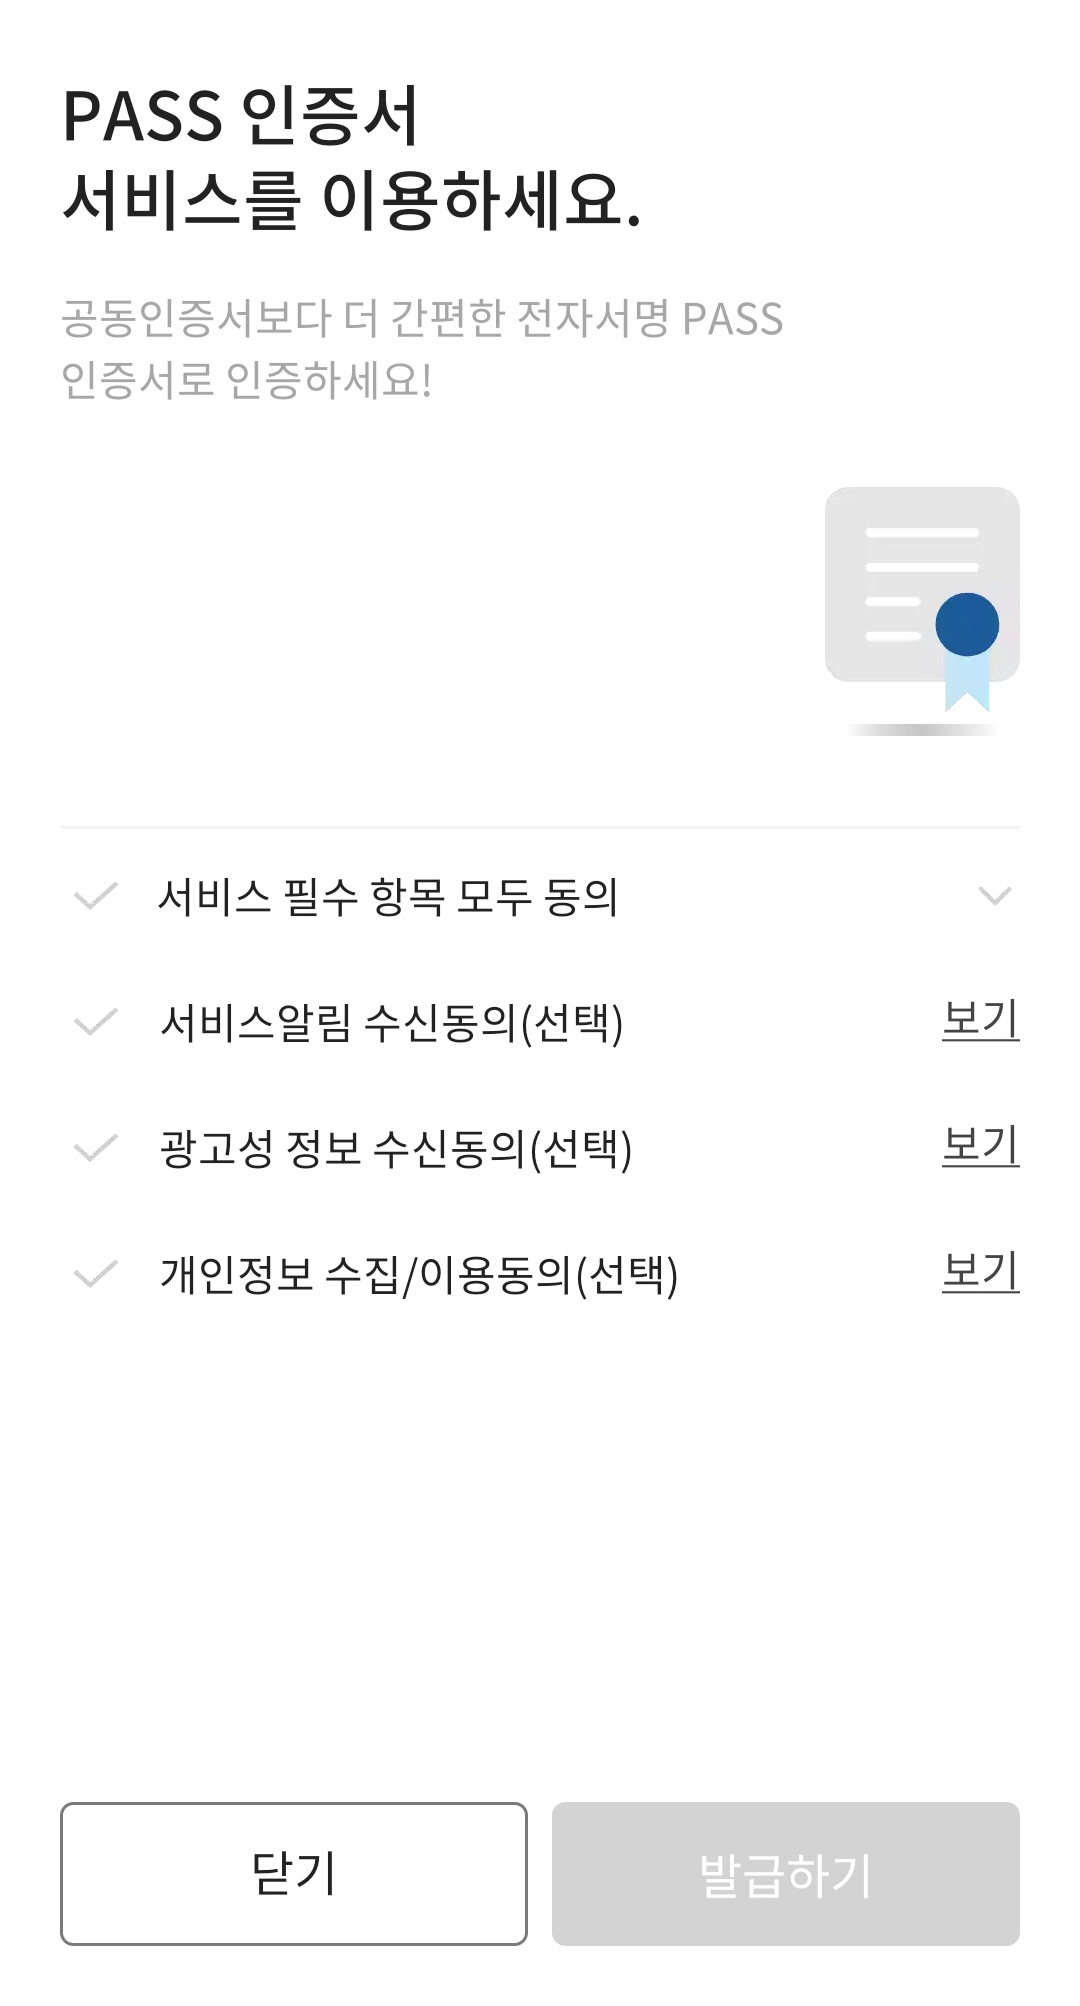 PASS 인증서
서비스를 이용하세요.
공동인증서보다 더 간편한 전자서명 PASS
인증서로 인증하세요!
서비스 필수 항목 모두 동의
서비스알림 수신동의(선택) 보기
광고성 정보 수신동의(선택) 보기
개인정보 수집/이용동의(선택) 보기
닫기 발급하기